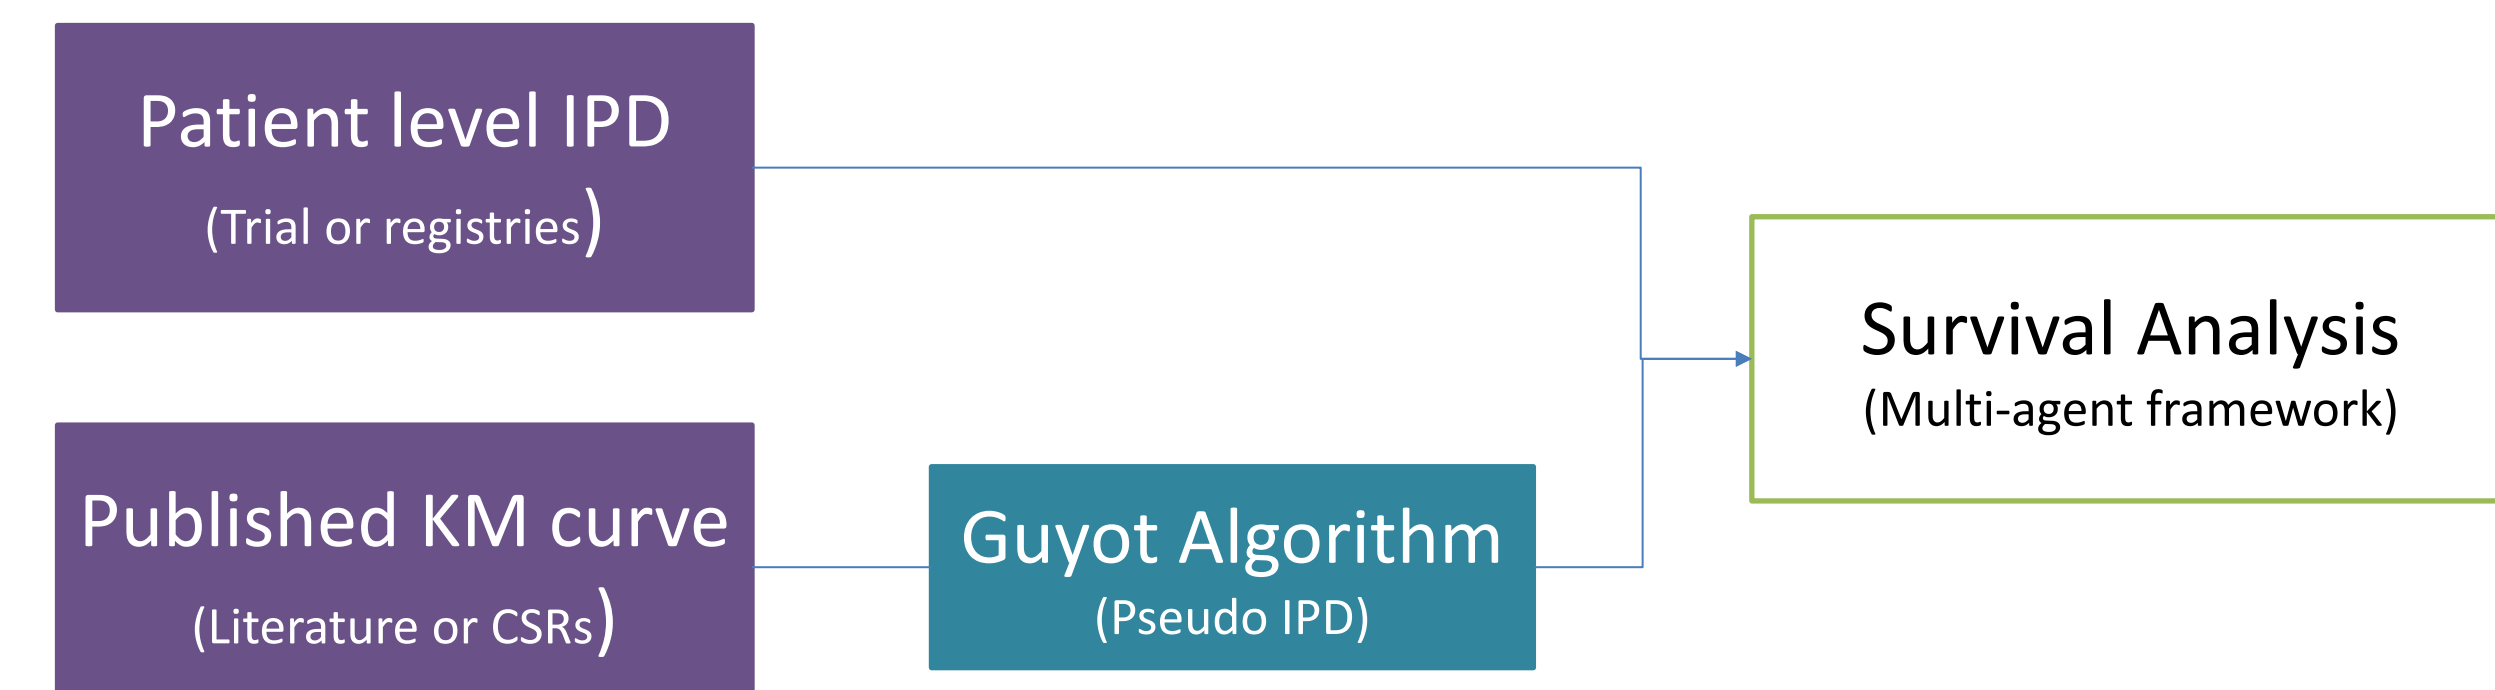 Patient level IPD
(Trial or registries)
Survival Analysis
(Multi-agent framework)
Published KM curve
(Literature or CSRs)
Guyot Algorithm
(Pseudo IPD)